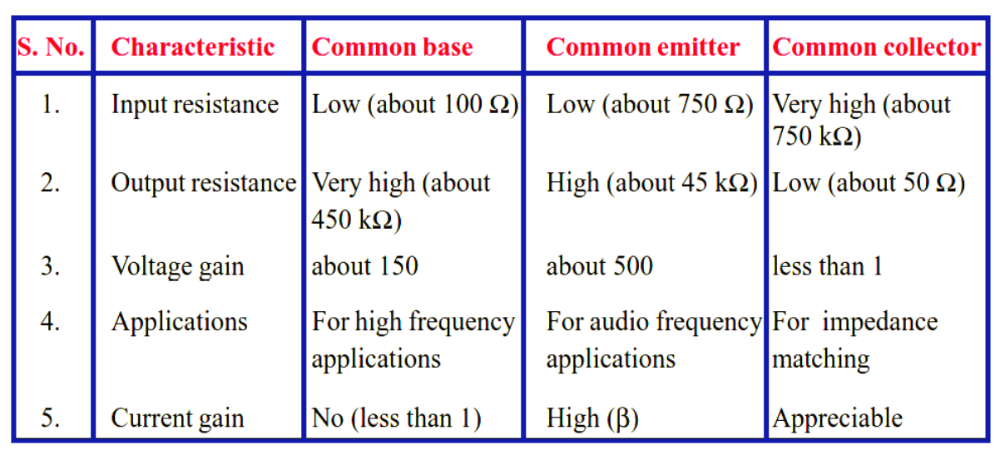 S. No. Characteristic Common base Common emitter Common collector
1. Input resistance Low (about 100 Ω) Low (about 750 Ω) Very high (about
750 kΩ)
2. Output resistance Very high (about High (about 45 kΩ) Low (about 50 Ω)
450 kΩ)
3. Voltage gain about 150 about 500 less than 1
4. Applications For high frequency For audio frequency For impedance
applications applications matching
5. Current gain No (less than 1) High (β) Appreciable